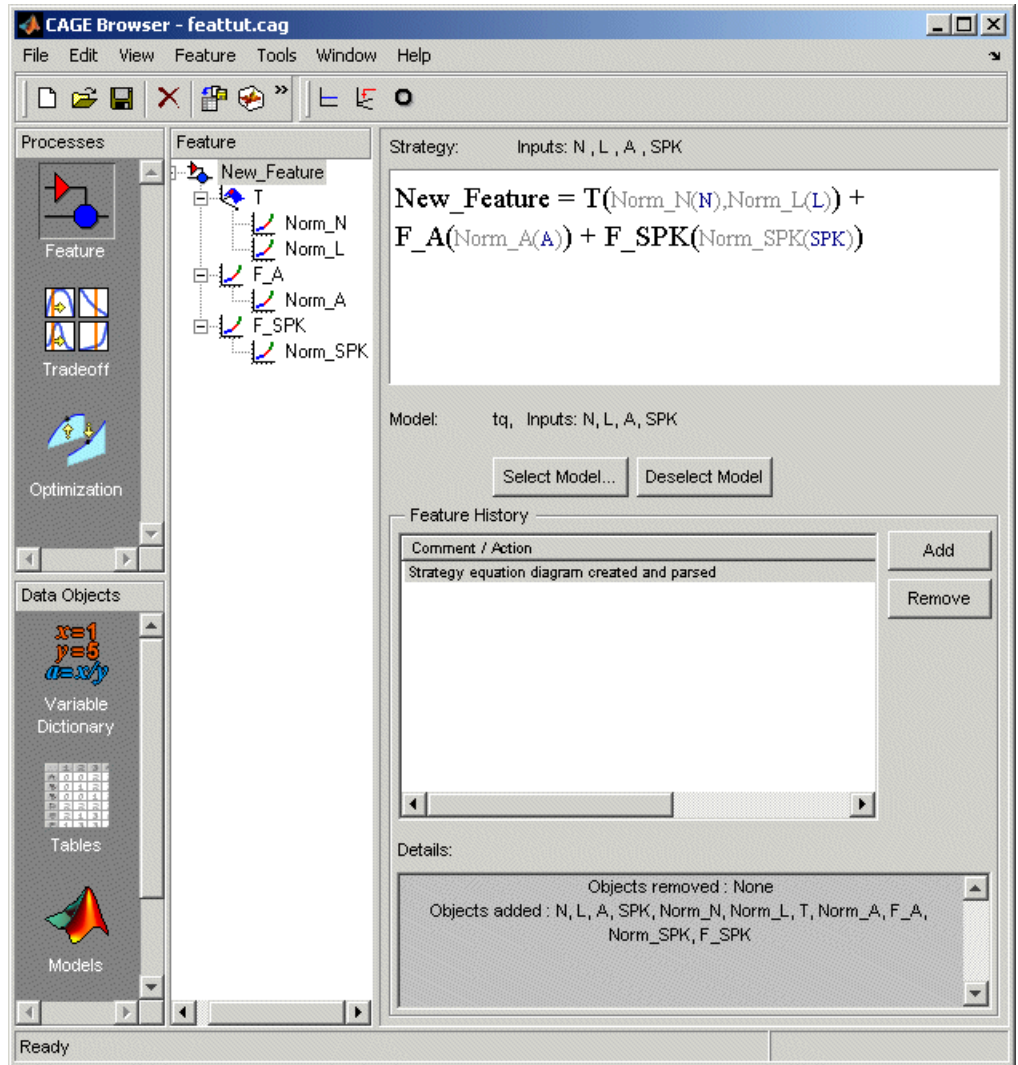 CAGE Browser - feattut.cag
File Edit View Feature Tools Window Help
Processes
Feature
Tradeoff
Optimization
Data Objects
x=1
y=5
a=x/y
Variable
Dictionary
Tables
Models
Feature
New_Feature
T
Norm_N
Norm_L
F_A
Norm_A
F_SPK
Norm_SPK
Strategy: Inputs: N , L , A , SPK
New_Feature = T(Norm_N(N),Norm_L(L)) +
F_A(Norm_A(A)) + F_SPK(Norm_SPK(SPK))
Model: tq, Inputs: N, L, A, SPK
Select Model... Deselect Model
Feature History
Comment / Action
Strategy equation diagram created and parsed
Add
Remove
Details:
Objects removed : None
Objects added : N, L, A, SPK, Norm_N, Norm_L, T, Norm_A, F_A,
Norm_SPK, F_SPK
Ready